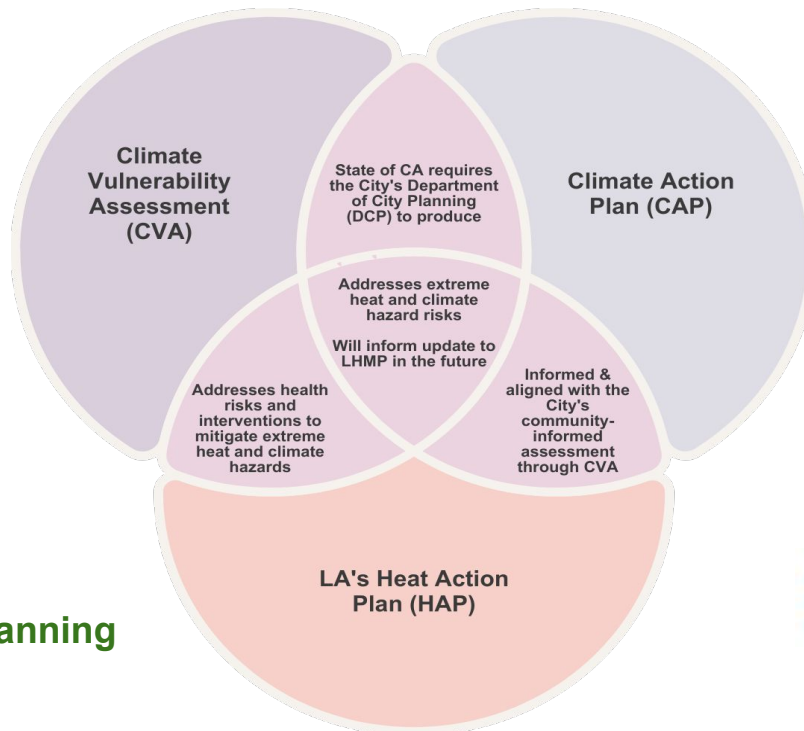 Climate
Vulnerability
Assessment
(CVA)
State of CA requires
the City's Department
of City Planning
(DCP) to produce
Climate Action
Plan (CAP)
Addresses extreme
heat and climate
hazard risks
Will inform update to
LHMP in the future
Addresses health
risks and
interventions to
mitigate extreme
heat and climate
hazards
Informed &
aligned with the
City's
community-
informed
assessment
through CVA
LA's Heat Action
Plan (HAP)
anning